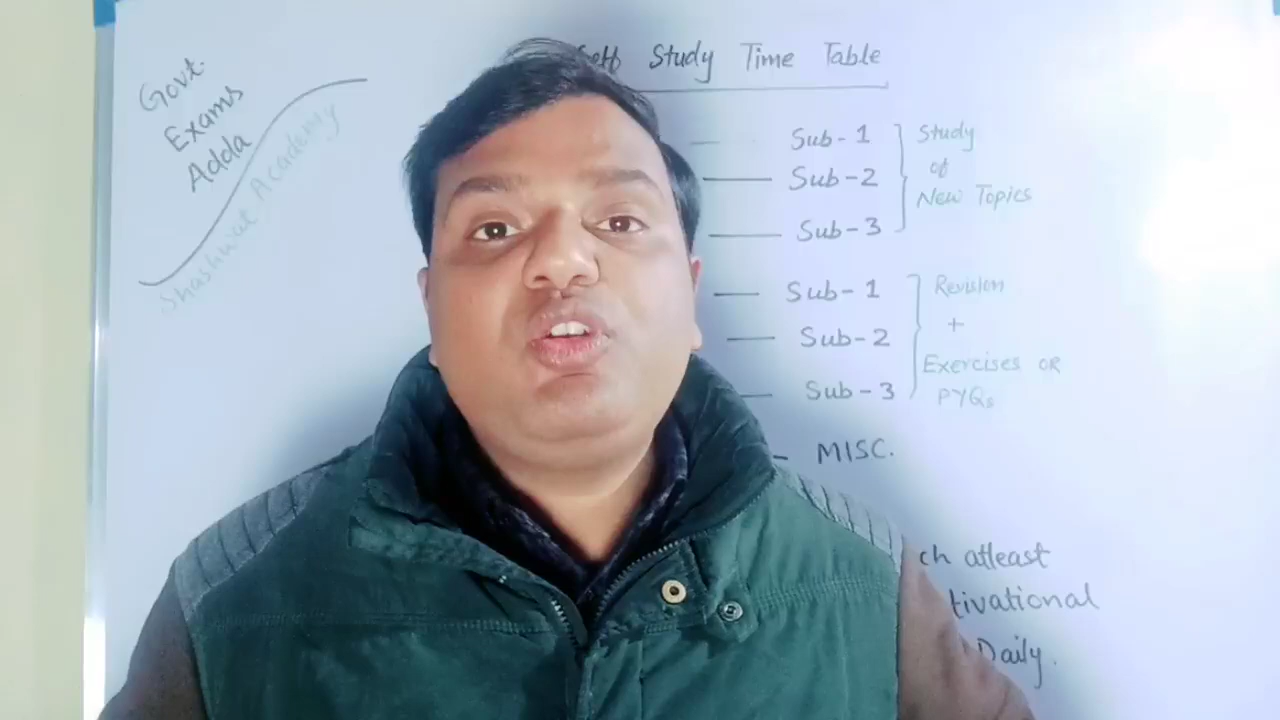 Govt.
Exams
Adda
Shashwat Academy
Self Study Time Table
Sub-1
Sub-2
Sub-3
Study
of
New Topics
Sub-1
Sub-2
Sub-3
Revision
+
Exercises OR
PYQs
MISC.
atleast
Daily.